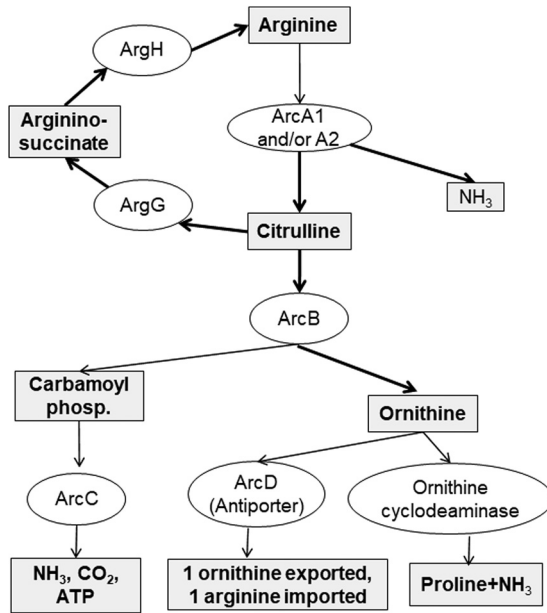 Arginine
ArgH
ArcA1
and/or A2
Arginino-
succinate
NH₃
ArgG
Citrulline
ArcB
Carbamoyl
phosp.
Ornithine
ArcC
ArcD
(Antiporter)
Ornithine
cyclodeaminase
NH₃, CO₂,
ATP
1 ornithine exported,
1 arginine imported
Proline+NH₃